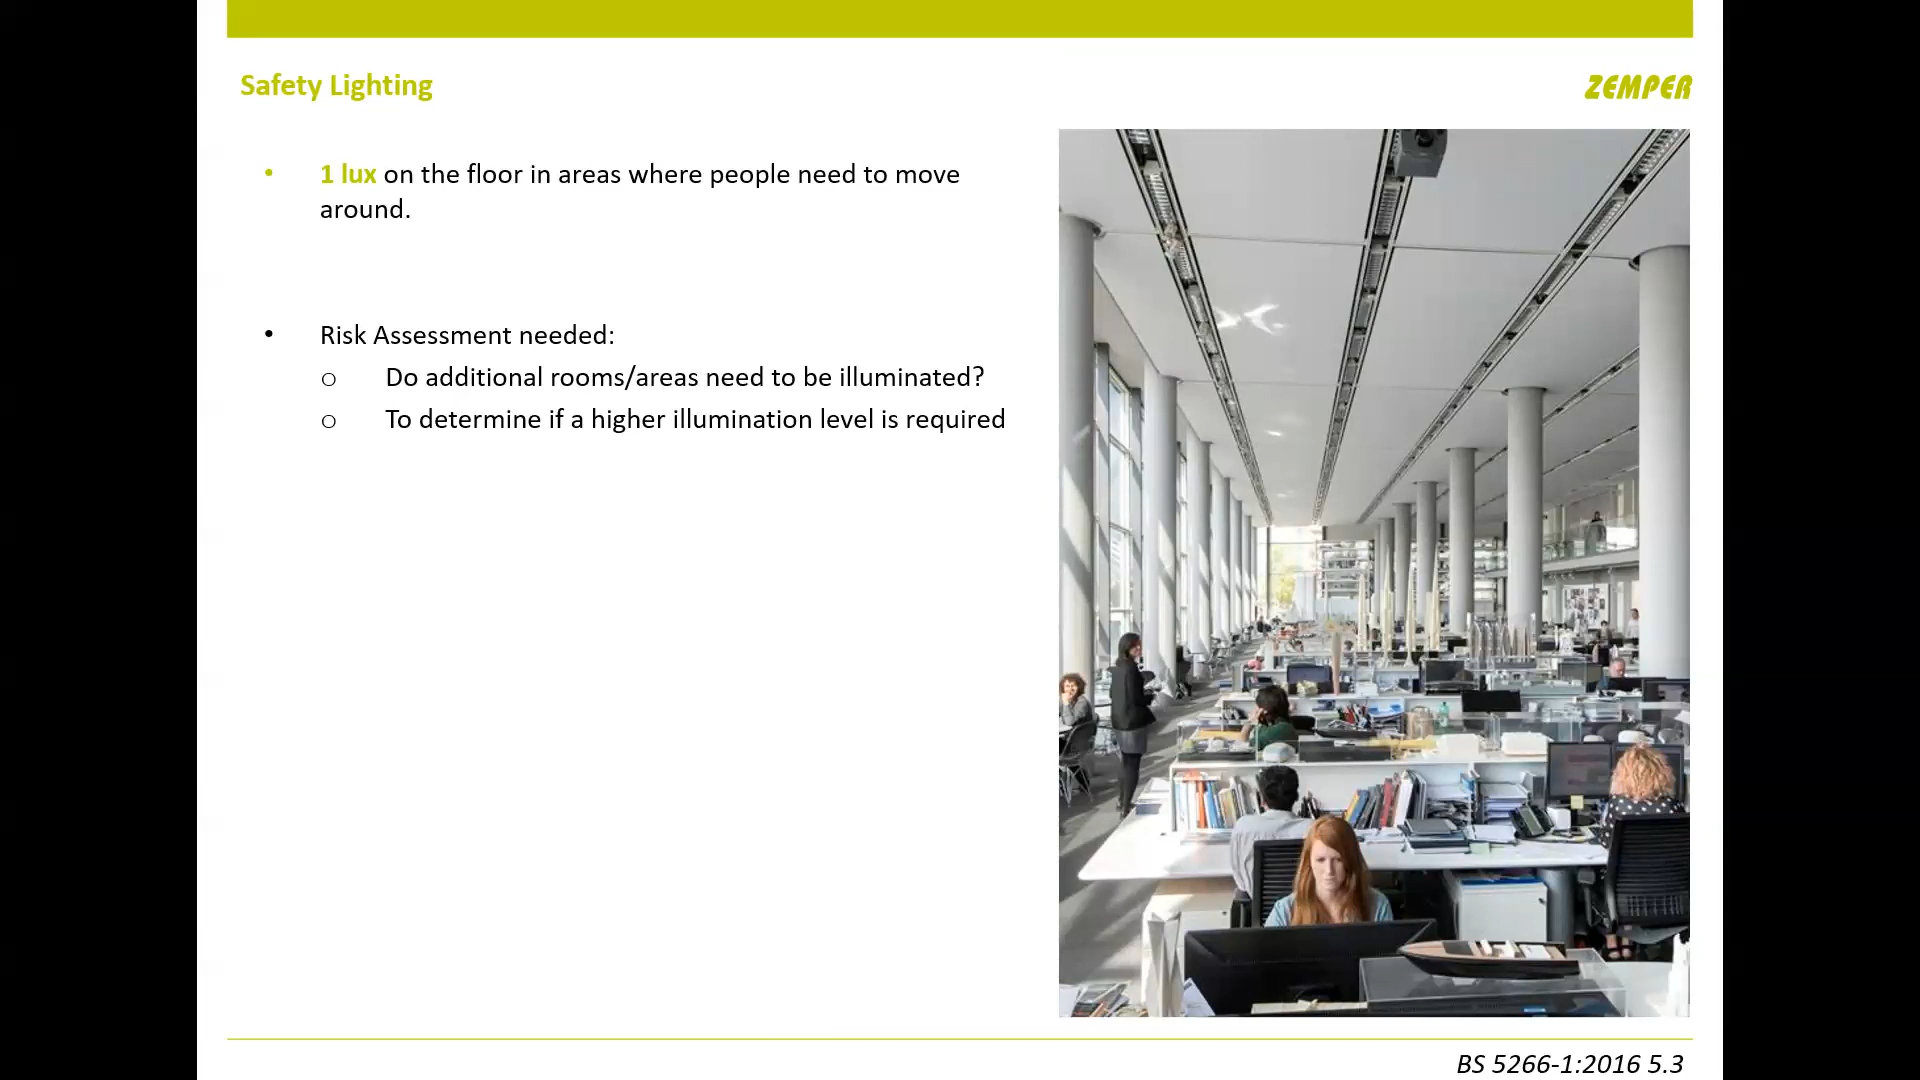 Safety Lighting
ZEMPER
• 1 lux on the floor in areas where people need to move
around.
• Risk Assessment needed:
o Do additional rooms/areas need to be illuminated?
o To determine if a higher illumination level is required
BS 5266-1:2016 5.3